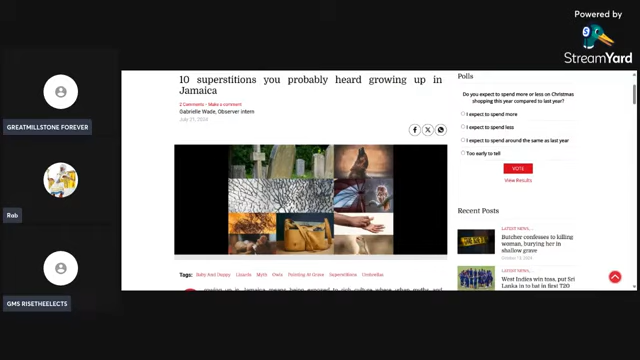 Powered by
StreamYard
GREATMILLSTONE FOREVER
GMS RISETHEELECTS
10 superstitions you probably heard growing up in
Jamaica
2 Comments · Make a comment
Gabrielle Wade, Observer intern
July 21, 2024
Tags: Baby And Happy Lizards Myth Owls Pointing At Grave Superstitions Umbrellas
Polls
Do you expect to spend more or less on Christmas
shopping this year compared to last year?
I expect to spend more
I expect to spend less
I expect to spend around the same as last year
Too early to tell
VOTE
View Results
Recent Posts
LATEST NEWS
Butcher confesses to killing
woman, burying her in
shallow grave
October 13, 2024
LATEST NEWS
West Indies win toss, put Sri
Lanka in to bat in first T20